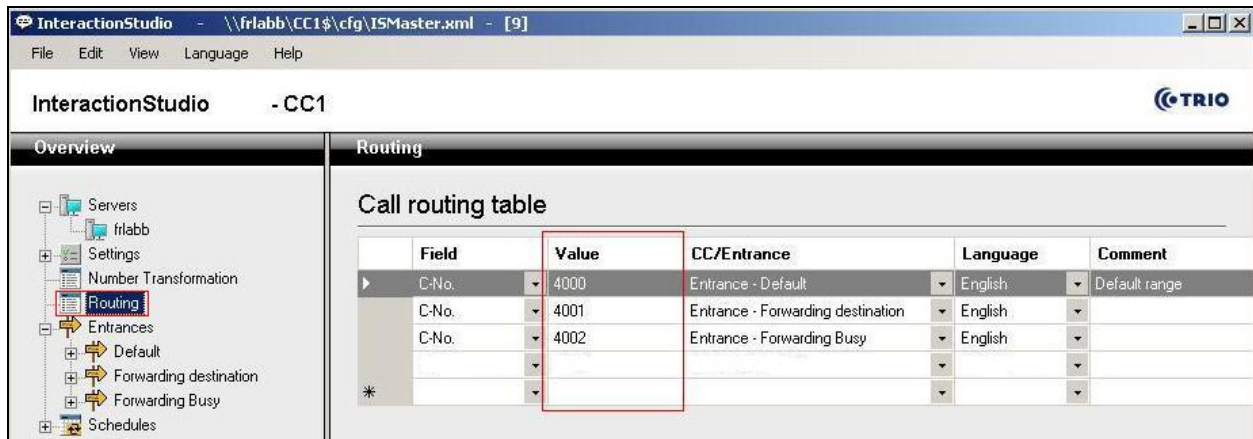 InteractionStudio - \\frlabb\CC1$\cfg\ISMaster.xml - [9]
File Edit View Language Help
InteractionStudio - CC1
TRIO
Overview
Servers
frlabb
Settings
Number Transformation
Routing
Entrances
Default
Forwarding destination
Forwarding Busy
Schedules
Routing
Call routing table
Field Value CC/Entrance Language Comment
C-No. 4000 Entrance - Default English Default range
C-No. 4001 Entrance - Forwarding destination English
C-No. 4002 Entrance - Forwarding Busy English
*